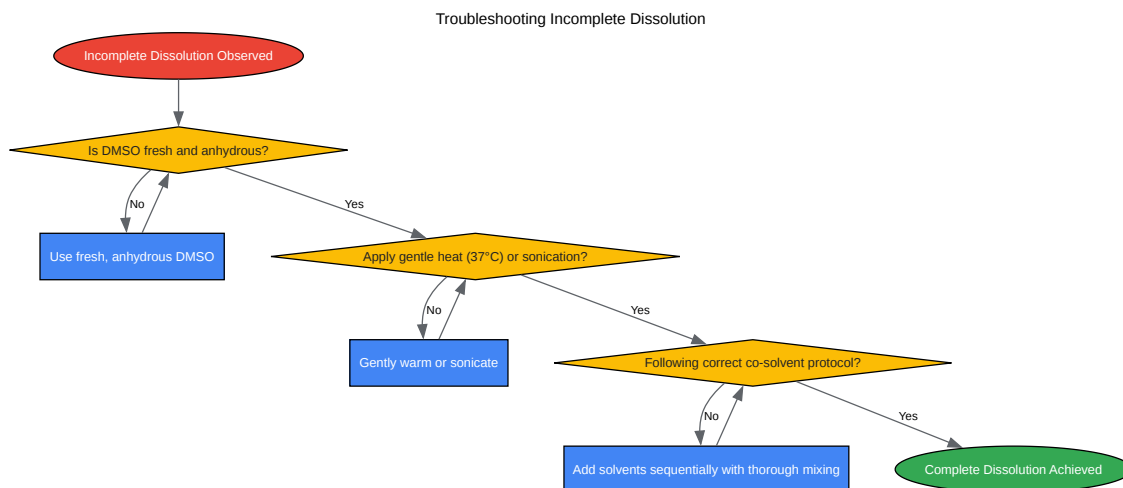 Troubleshooting Incomplete Dissolution
Incomplete Dissolution Observed
Is DMSO fresh and anhydrous?
No
Yes
Use fresh, anhydrous DMSO
Apply gentle heat (37°C) or sonication?
No
Yes
Gently warm or sonicate
Following correct co-solvent protocol?
No
Yes
Add solvents sequentially with thorough mixing
Complete Dissolution Achieved